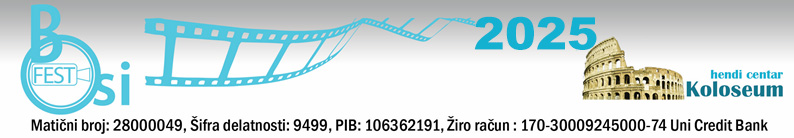 Bosi
FEST
2025
hendi centar
Koloseum
Matični broj: 28000049, Šifra delatnosti: 9499, PIB: 106362191, Žiro račun : 170-30009245000-74 Uni Credit Bank